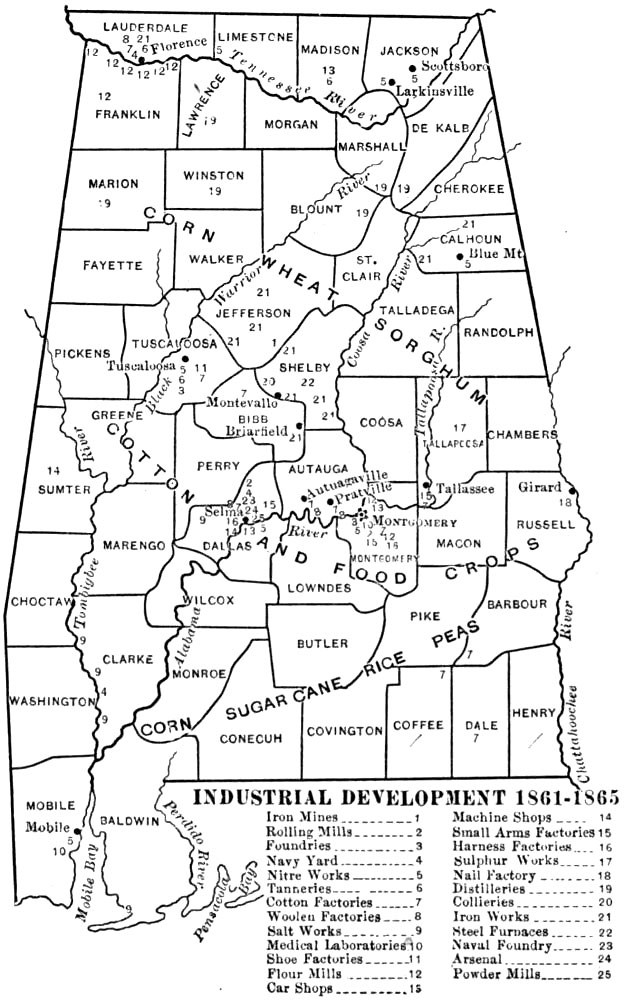 LAUDERDALE
8 21
7 4 6 Florence
12
12 12 12 12 12
LIMESTONE
5
MADISON
13
6
JACKSON
Scottsboro
5 5
Larkinsville
Tennessee River
12
FRANKLIN
LAWRENCE
19
MORGAN
MARSHALL
DE KALB
MARION
19
WINSTON
19
BLOUNT
River
19 19
19
CHEROKEE
CORN WHEAT SORGHUM
FAYETTE
WALKER
Warrior
ST. CLAIR
River
21
CALHOUN
21
Blue Mt.
5
21
JEFFERSON
21
TALLADEGA
RANDOLPH
PICKENS
TUSCALOOSA
21
1
21
Tuscaloosa
5 11
6 7
3
Black
SHELBY
22
20
21
21
Coosa
Tallapoosa R.
7
Montevallo
BIBB
Briarfield
21
GREENE
River
COTTON
COOSA
17
TALLAPOOSA
CHAMBERS
14
SUMTER
PERRY
AUTAUGA
Autuagaville
Pratville
7
7
8
Tallassee
15
7
Girard
18
2
4
8 23
Selma 24 25 15
16 5
14 13
9
DALLAS
River
12
13
MONTGOMERY
3 10 7
5 2 12
15 16
MONTGOMERY
RUSSELL
MACON
MARENGO
AND FOOD CROPS
LOWNDES
CHOCTAW
Tombigbee
WILCOX
Alabama
BARBOUR
PIKE
River
9
CLARKE
BUTLER
PEAS
7
9
4
9
MONROE
WASHINGTON
CORN SUGAR CANE RICE
7
CONECUH
COVINGTON
COFFEE
DALE
7
HENRY
Chattahoochee
MOBILE
Mobile
5
10
BALDWIN
Mobile Bay
9
Perdido River
Pensacola Bay
INDUSTRIAL DEVELOPMENT 1861-1865
Iron Mines 1
Rolling Mills 2
Foundries 3
Navy Yard 4
Nitre Works 5
Tanneries 6
Cotton Factories 7
Woolen Factories 8
Salt Works 9
Medical Laboratories 10
Shoe Factories 11
Flour Mills 12
Car Shops 13
Machine Shops 14
Small Arms Factories 15
Harness Factories 16
Sulphur Works 17
Nail Factory 18
Distilleries 19
Collieries 20
Iron Works 21
Steel Furnaces 22
Naval Foundry 23
Arsenal 24
Powder Mills 25